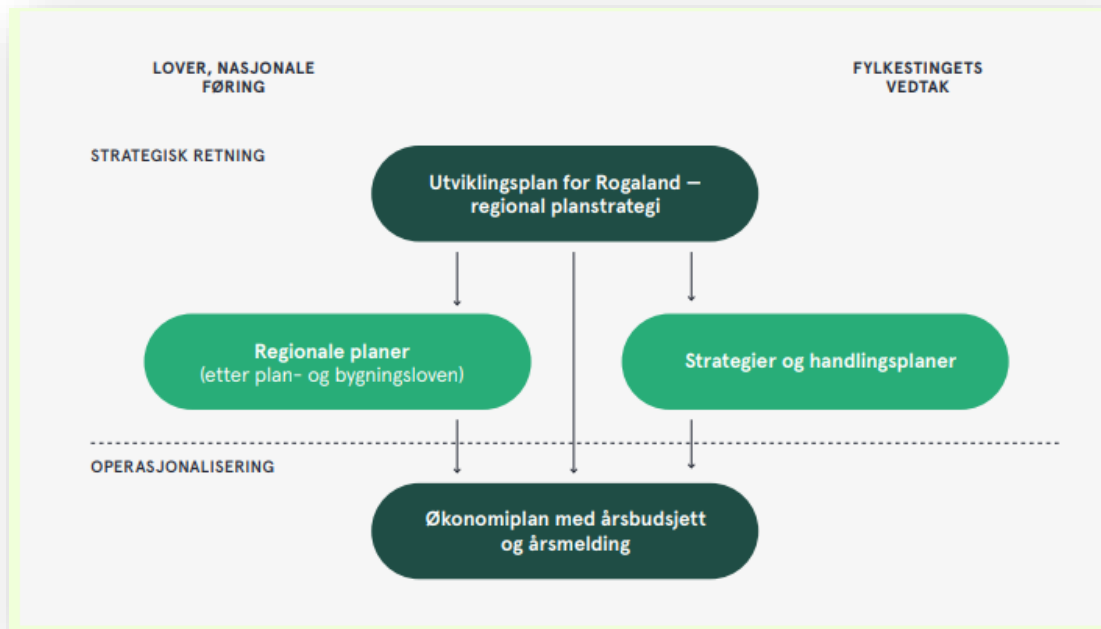 LOVER, NASJONALE
FØRING
FYLKESTINGETS
VEDTAK
STRATEGISK RETNING
Utviklingsplan for Rogaland —
regional planstrategi
Regionale planer
(etter plan- og bygningsloven)
Strategier og handlingsplaner
OPERASJONALISERING
Økonomiplan med årsbudsjett
og årsmelding